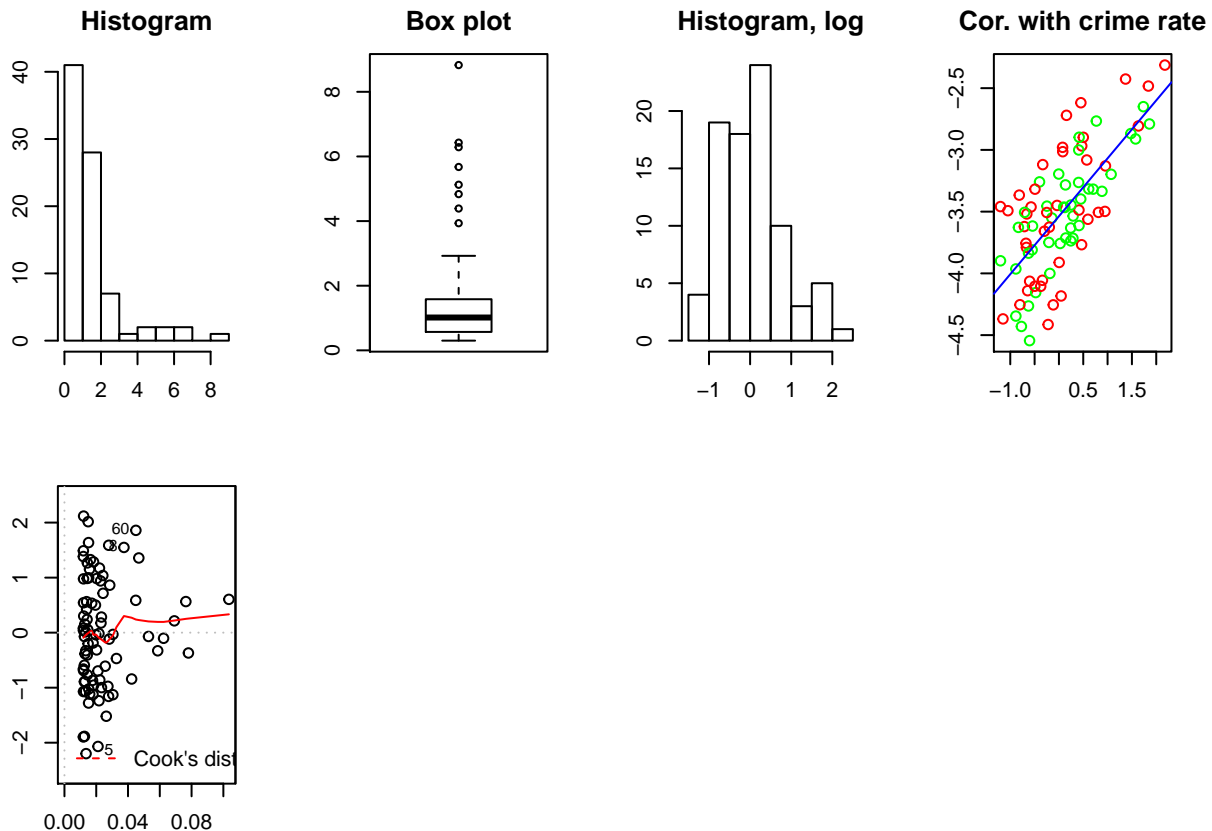 Histogram
Box plot
Histogram, log
Cor. with crime rate
0 10 20 30 40
0 2 4 6 8
0 2 4 6 8
0 5 10 15 20
−1 0 1 2
−4.5 −4.0 −3.5 −3.0 −2.5
−1.0 0.5 1.5
−2 −1 0 1 2
60
5
Cook's dist
0.00 0.04 0.08